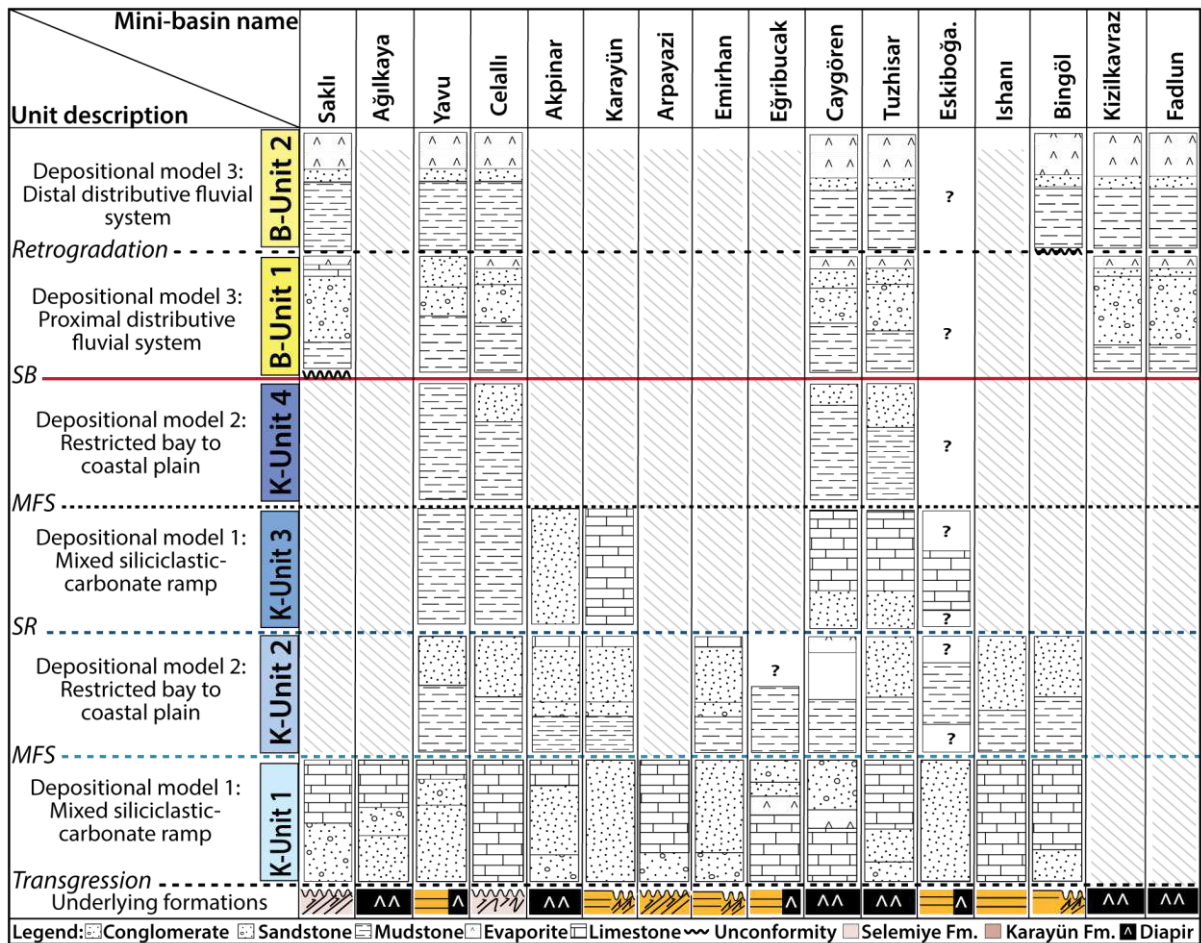 Mini-basin name
Unit description
Saklı
Ağılkaya
Yavu
Celallı
Akpinar
Karayün
Arpayazi
Emirhan
Eğribucak
Caygören
Tuzhisar
Eskiboğa.
Ishanı
Bingöl
Kizilkavraz
Fadlun
Depositional model 3:
Distal distributive fluvial
system
B-Unit 2
?
Retrogradation
Depositional model 3:
Proximal distributive
fluvial system
B-Unit 1
?
SB
Depositional model 2:
Restricted bay to
coastal plain
K-Unit 4
?
MFS
Depositional model 1:
Mixed siliciclastic-
carbonate ramp
K-Unit 3
?
?
SR
Depositional model 2:
Restricted bay to
coastal plain
K-Unit 2
?
?
?
MFS
Depositional model 1:
Mixed siliciclastic-
carbonate ramp
K-Unit 1
Transgression
Underlying formations
Legend: Conglomerate Sandstone Mudstone Evaporite Limestone Unconformity Selemiye Fm. Karayün Fm. Diapir